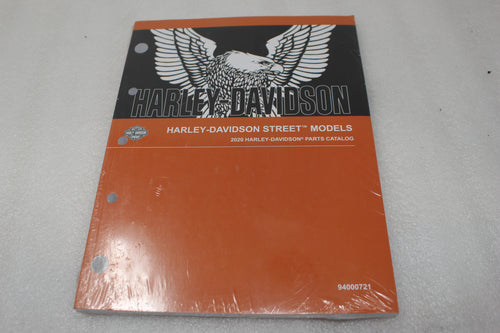 HARLEY-DAVIDSON
HARLEY-DAVIDSON STREET™ MODELS
2020 HARLEY-DAVIDSON® PARTS CATALOG
94000721